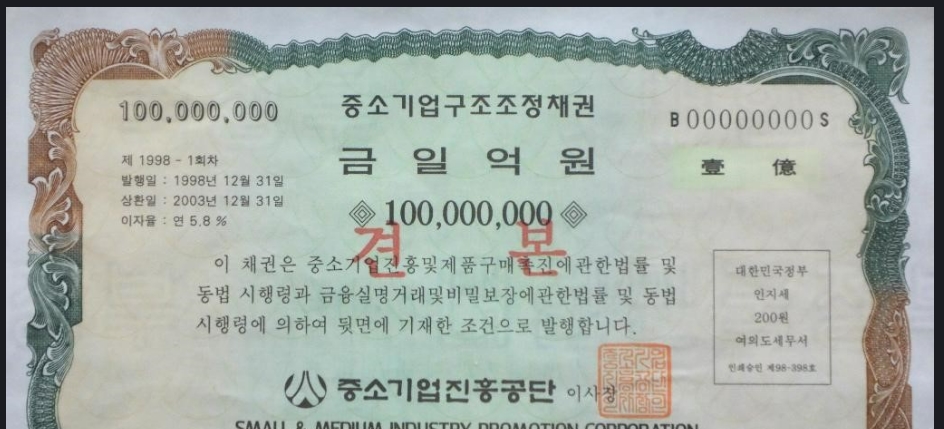 100,000,000
중소기업구조조정채권
B00000000S
제 1998 - 1회차
발행일 : 1998년 12월 31일
상환일 : 2003년 12월 31일
이자율 : 연 5.8 %
금 일 억 원
壹 億
100,000,000
견 본
이 채권은 중소기업진흥및제품구매촉진에관한법률 및
동법 시행령과 금융실명거래및비밀보장에관한법률 및 동법
시행령에 의하여 뒷면에 기재한 조건으로 발행합니다.
대한민국정부
인지세
200원
여의도세무서
인쇄승인 제98-398호
중소기업진흥공단 이사장
SMALL & MEDIUM INDUSTRY PROMOTION CORPORATION